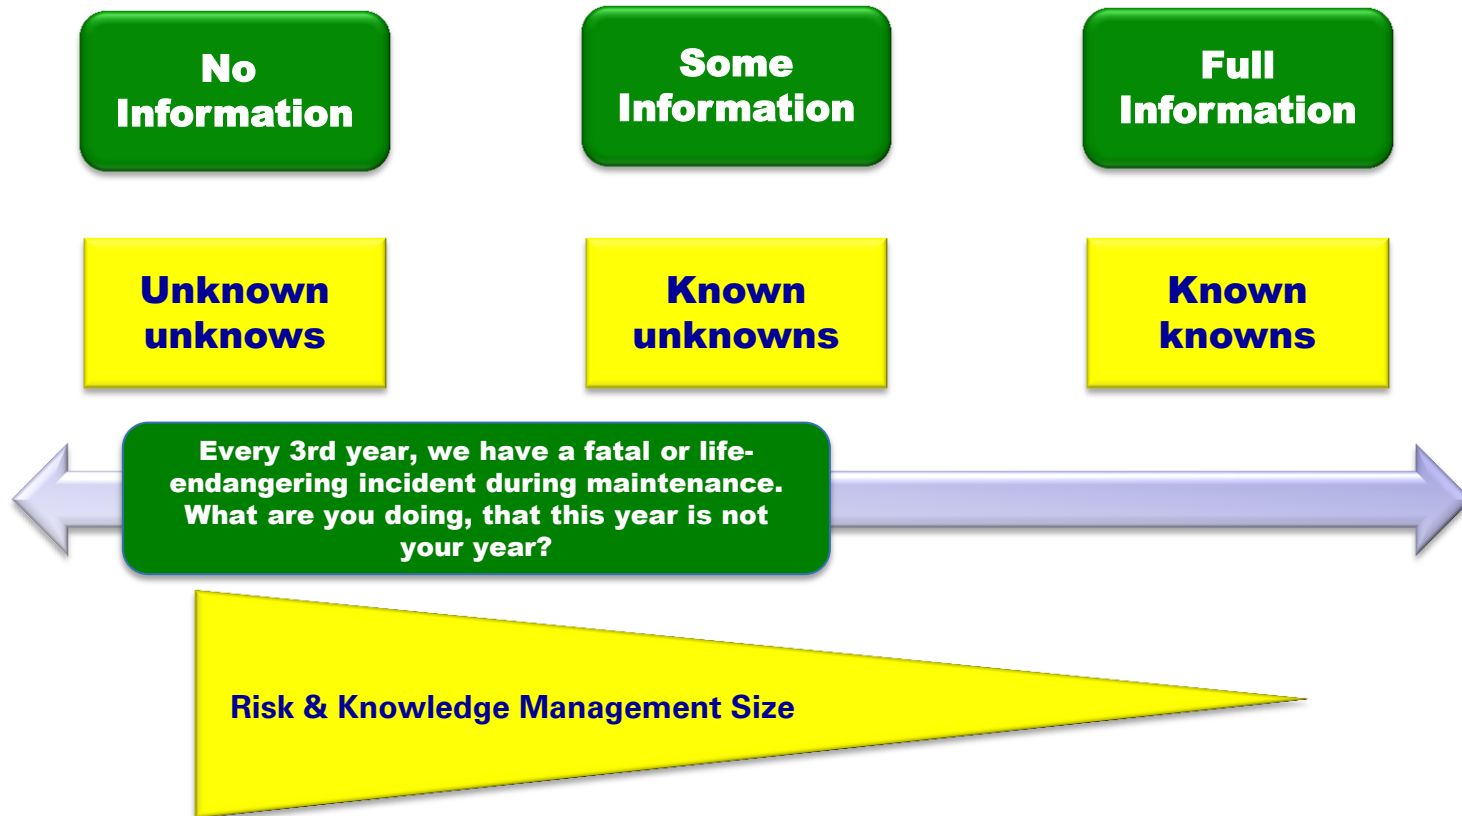 No
Information
Some
Information
Full
Information
Unknown
unknows
Known
unknowns
Known
knowns
Every 3rd year, we have a fatal or life-
endangering incident during maintenance.
What are you doing, that this year is not
your year?
Risk & Knowledge Management Size